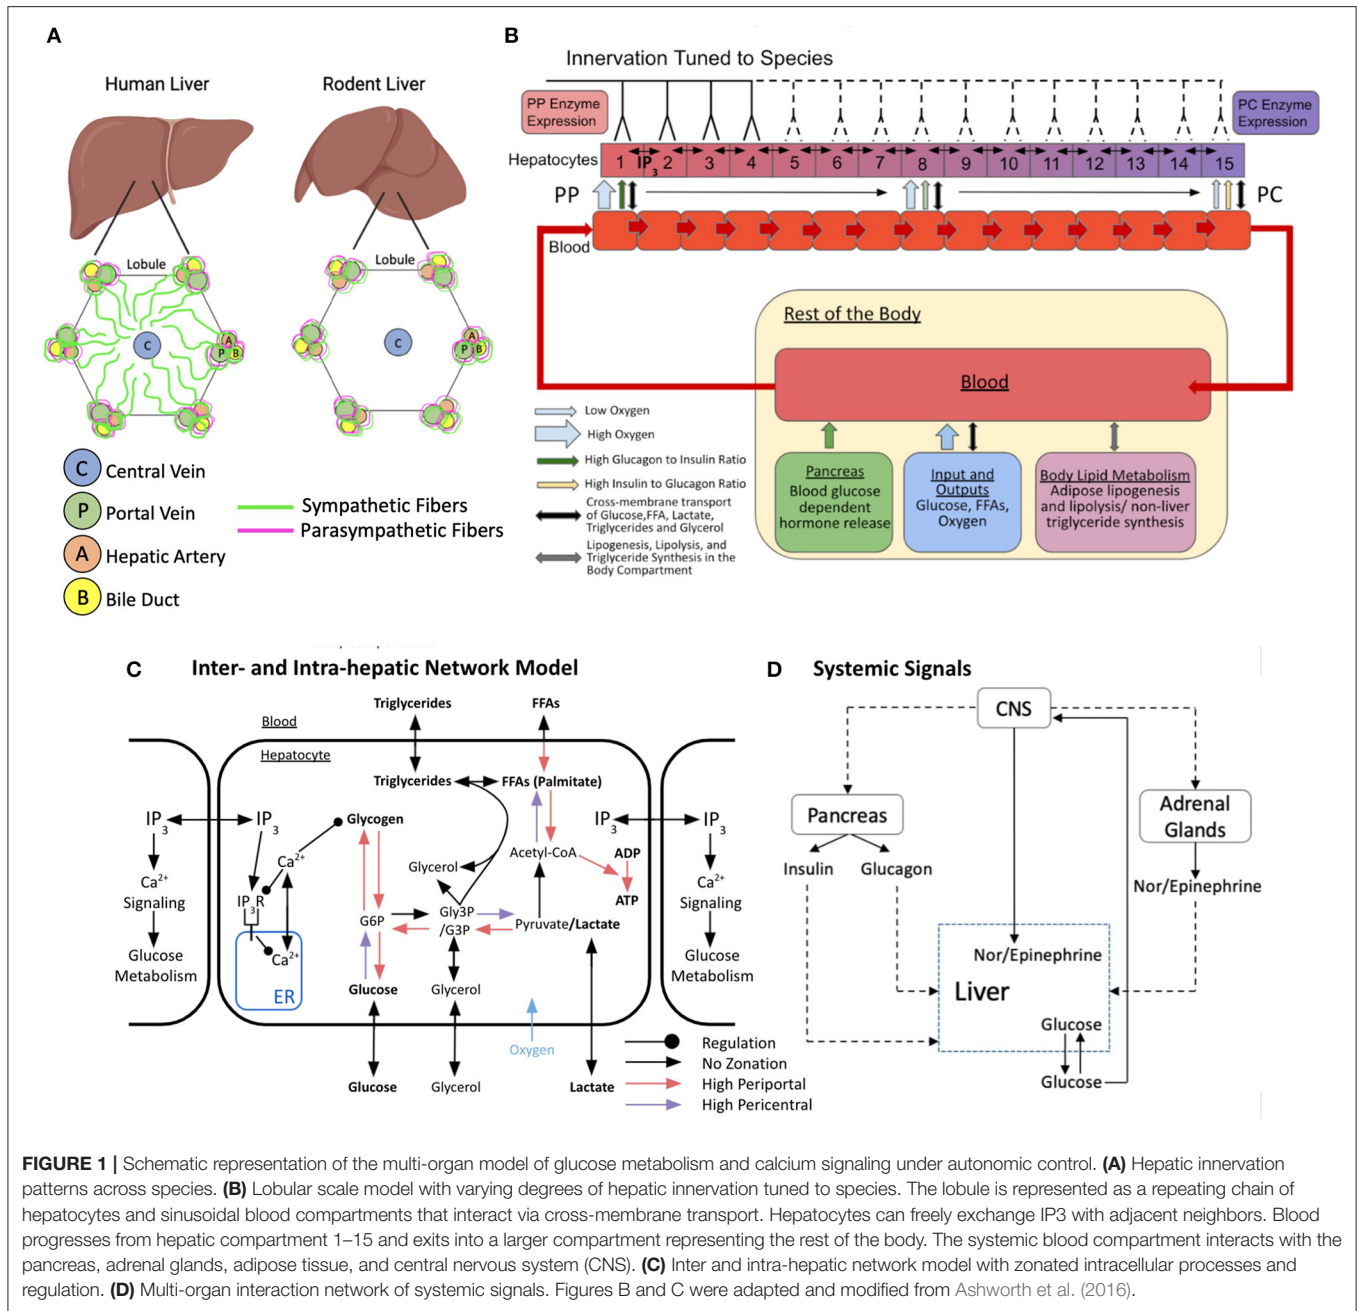 A
Human Liver
Rodent Liver
Lobule
Lobule
C
A
P
B
C
A
P
B
C Central Vein
P Portal Vein
A Hepatic Artery
B Bile Duct
Sympathetic Fibers
Parasympathetic Fibers
B
Innervation Tuned to Species
PP Enzyme
Expression
PC Enzyme
Expression
Hepatocytes 1 IP3 2 3 4 5 6 7 8 9 10 11 12 13 14 15
PP
PC
Blood
Rest of the Body
Blood
Low Oxygen
High Oxygen
High Glucagon to Insulin Ratio
High Insulin to Glucagon Ratio
Cross-membrane transport
of Glucose,FFA, Lactate,
Triglycerides and Glycerol
Lipogenesis, Lipolysis, and
Triglyceride Synthesis in the
Body Compartment
Pancreas
Blood glucose
dependent
hormone release
Input and
Outputs
Glucose, FFAs,
Oxygen
Body Lipid Metabolism
Adipose lipogenesis
and lipolysis/ non-liver
triglyceride synthesis
C Inter- and Intra-hepatic Network Model
Triglycerides FFAs
Blood
Hepatocyte
Triglycerides FFAs (Palmitate)
IP3 IP3 Glycogen IP3 IP3
Ca2+
Acetyl-CoA ADP
Glycerol
Ca2+
Signaling
IP3R
ATP
Ca2+
Signaling
G6P Gly3P
/G3P
Pyruvate/Lactate
Glucose
Metabolism
Ca2+
ER
Glucose Glycerol
Glucose
Metabolism
Oxygen
Glucose Glycerol Lactate
Regulation
No Zonation
High Periportal
High Pericentral
D Systemic Signals
CNS
Pancreas
Adrenal
Glands
Insulin Glucagon
Nor/Epinephrine
Nor/Epinephrine
Liver
Glucose
Glucose
FIGURE 1 | Schematic representation of the multi-organ model of glucose metabolism and calcium signaling under autonomic control. (A) Hepatic innervation
patterns across species. (B) Lobular scale model with varying degrees of hepatic innervation tuned to species. The lobule is represented as a repeating chain of
hepatocytes and sinusoidal blood compartments that interact via cross-membrane transport. Hepatocytes can freely exchange IP3 with adjacent neighbors. Blood
progresses from hepatic compartment 1–15 and exits into a larger compartment representing the rest of the body. The systemic blood compartment interacts with the
pancreas, adrenal glands, adipose tissue, and central nervous system (CNS). (C) Inter and intra-hepatic network model with zonated intracellular processes and
regulation. (D) Multi-organ interaction network of systemic signals. Figures B and C were adapted and modified from Ashworth et al. (2016).